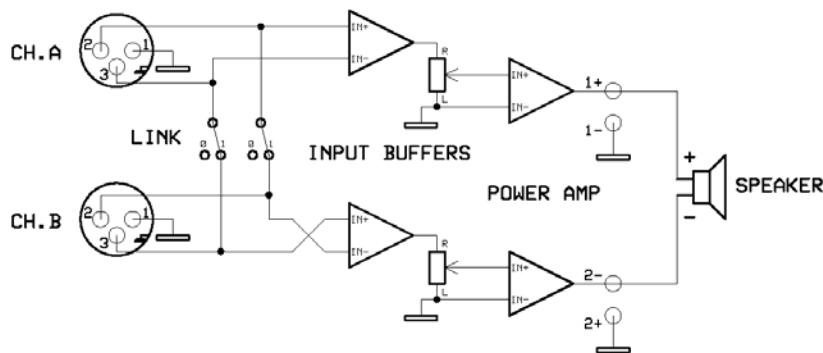 CH.A
2
1
3
IN+
IN-
R
L
IN+
IN-
1+
1-
LINK
0 1
0 1
INPUT BUFFERS
POWER AMP
+
-
SPEAKER
CH.B
2
1
3
IN+
IN-
R
L
IN+
IN-
2-
2+